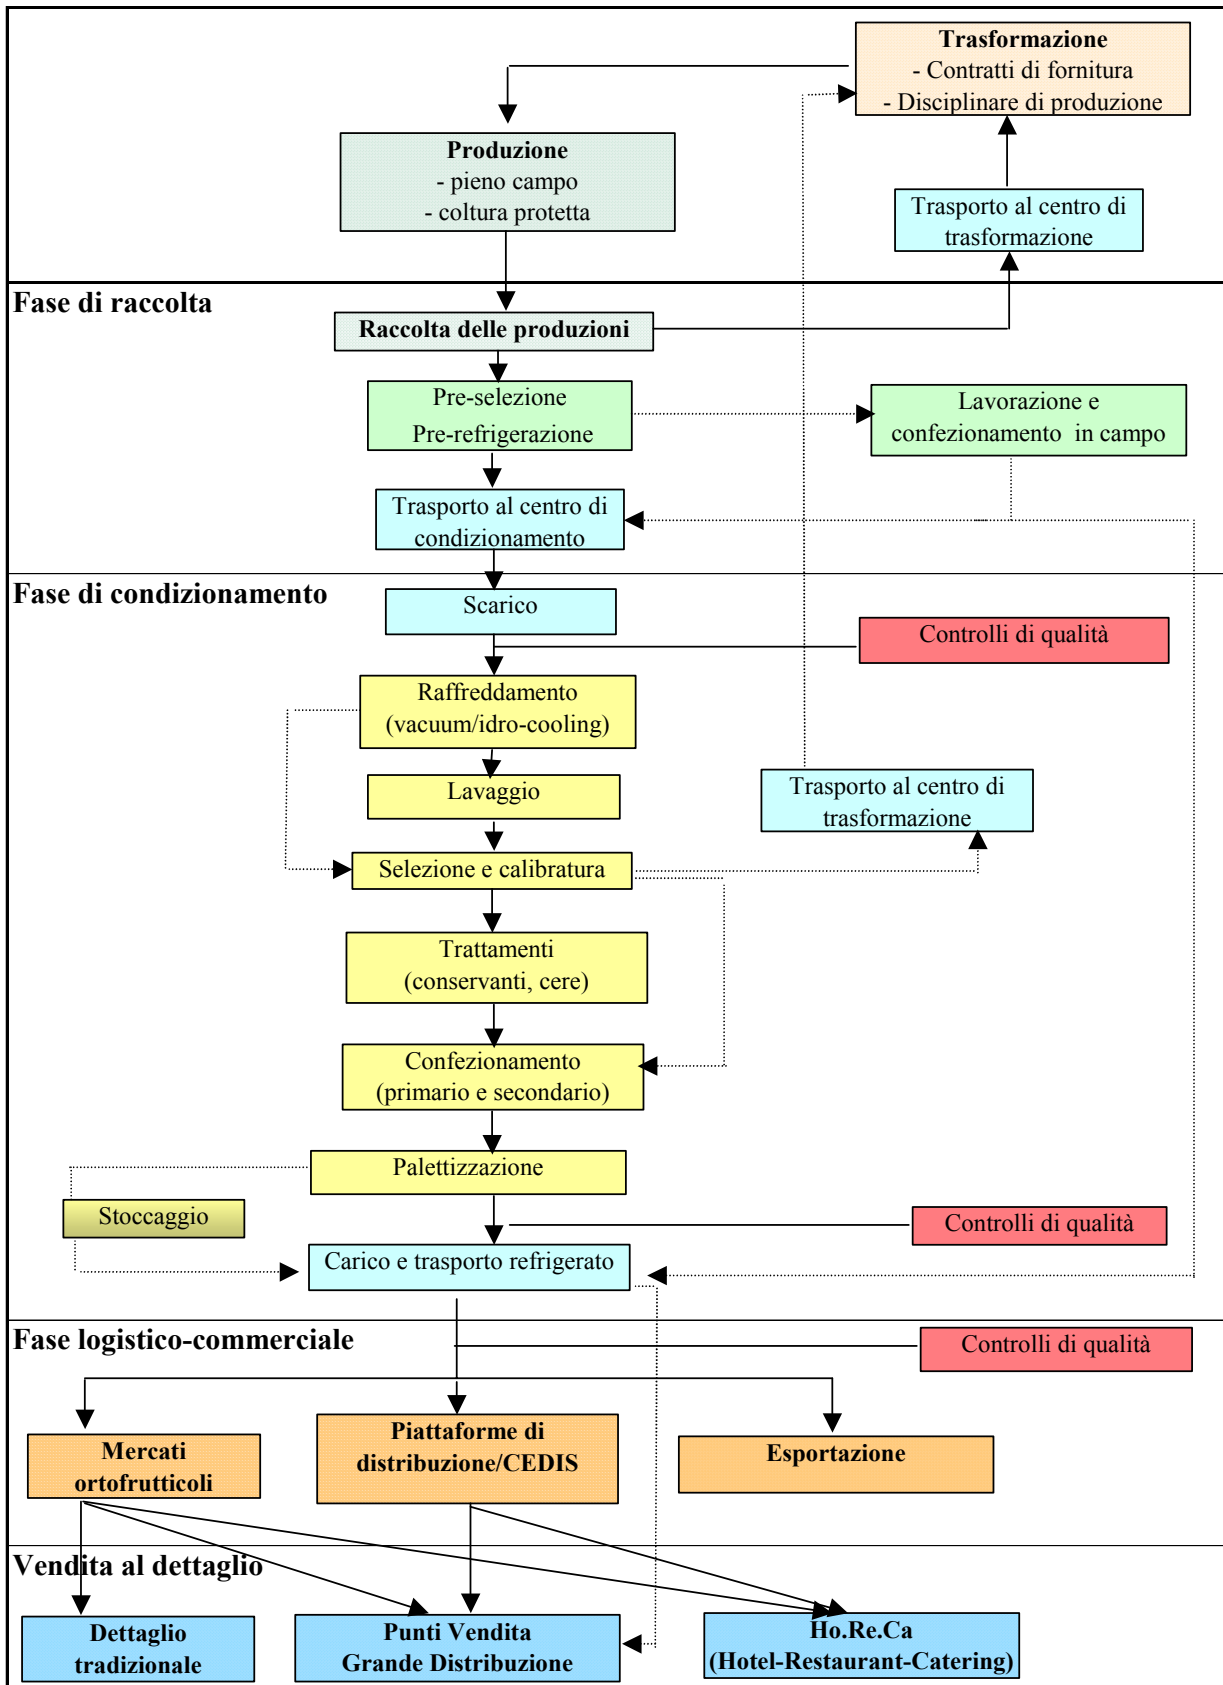 Trasformazione
- Contratti di fornitura
- Disciplinare di produzione
Produzione
- pieno campo
- coltura protetta
Trasporto al centro di
trasformazione
Fase di raccolta
Raccolta delle produzioni
Pre-selezione
Pre-refrigerazione
Lavorazione e
confezionamento in campo
Trasporto al centro di
condizionamento
Fase di condizionamento
Scarico
Controlli di qualità
Raffreddamento
(vacuum/idro-cooling)
Lavaggio
Trasporto al centro di
trasformazione
Selezione e calibratura
Trattamenti
(conservanti, cere)
Confezionamento
(primario e secondario)
Palettizzazione
Stoccaggio
Controlli di qualità
Carico e trasporto refrigerato
Fase logistico-commerciale
Controlli di qualità
Mercati
ortofrutticoli
Piattaforme di
distribuzione/CEDIS
Esportazione
Vendita al dettaglio
Dettaglio
tradizionale
Punti Vendita
Grande Distribuzione
Ho.Re.Ca
(Hotel-Restaurant-Catering)